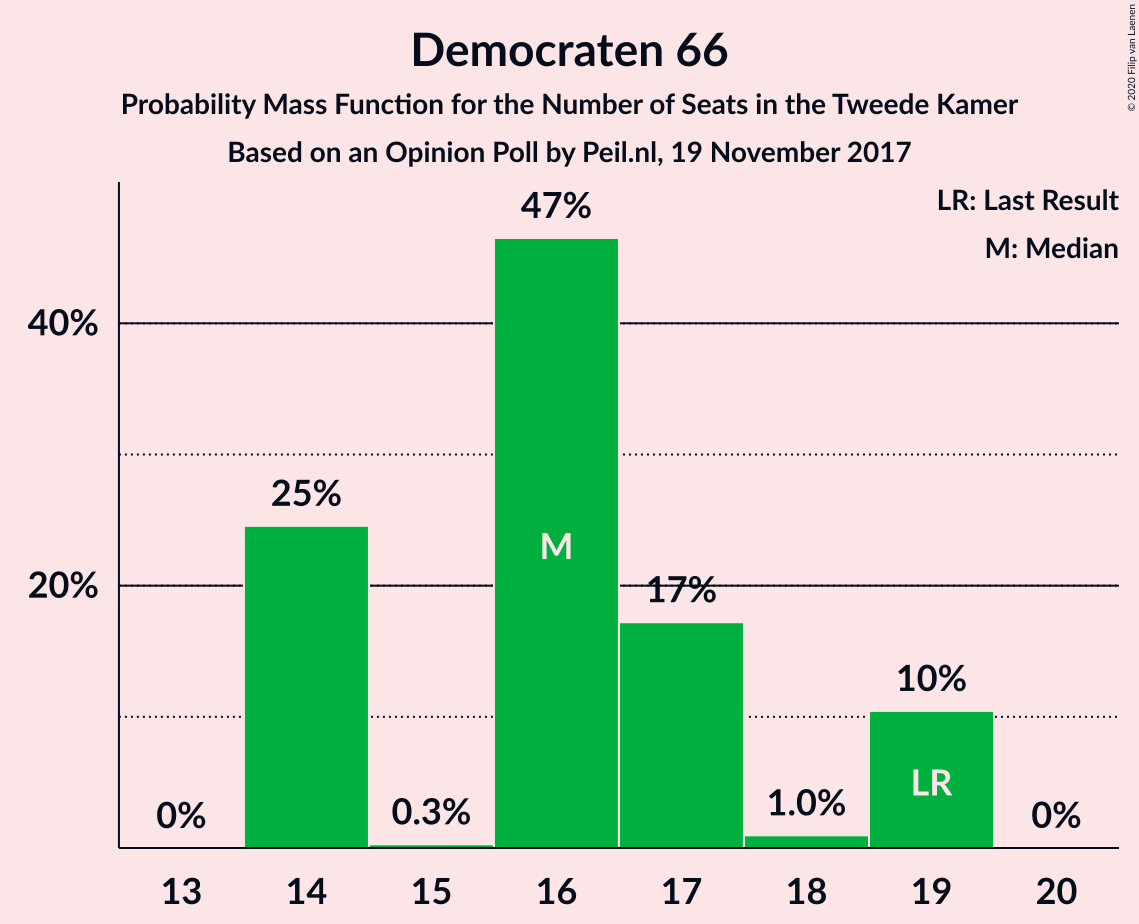 Democraten 66
Probability Mass Function for the Number of Seats in the Tweede Kamer
Based on an Opinion Poll by Peil.nl, 19 November 2017
© 2020 Filip van Laenen
LR: Last Result
M: Median
40%
20%
0%
25%
0.3%
47%
17%
1.0%
10%
0%
M
LR
13 14 15 16 17 18 19 20